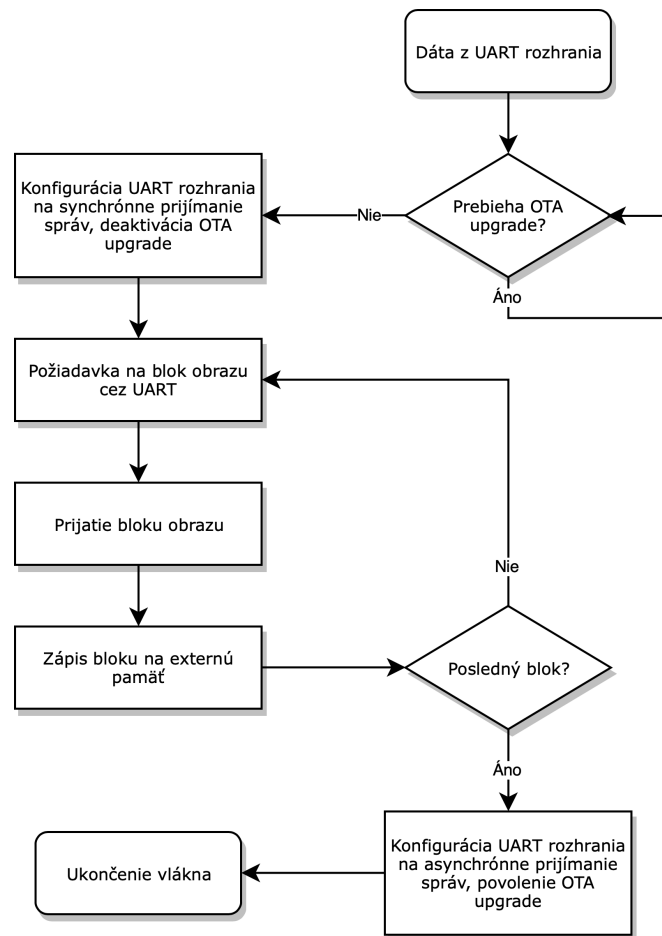 Dáta z UART rozhrania
Prebieha OTA
upgrade?
Nie
Áno
Konfigurácia UART rozhrania
na synchrónne prijímanie
správ, deaktivácia OTA
upgrade
Požiadavka na blok obrazu
cez UART
Prijatie bloku obrazu
Zápis bloku na externú
pamäť
Posledný blok?
Nie
Áno
Konfigurácia UART rozhrania
na asynchrónne prijímanie
správ, povolenie OTA
upgrade
Ukončenie vlákna